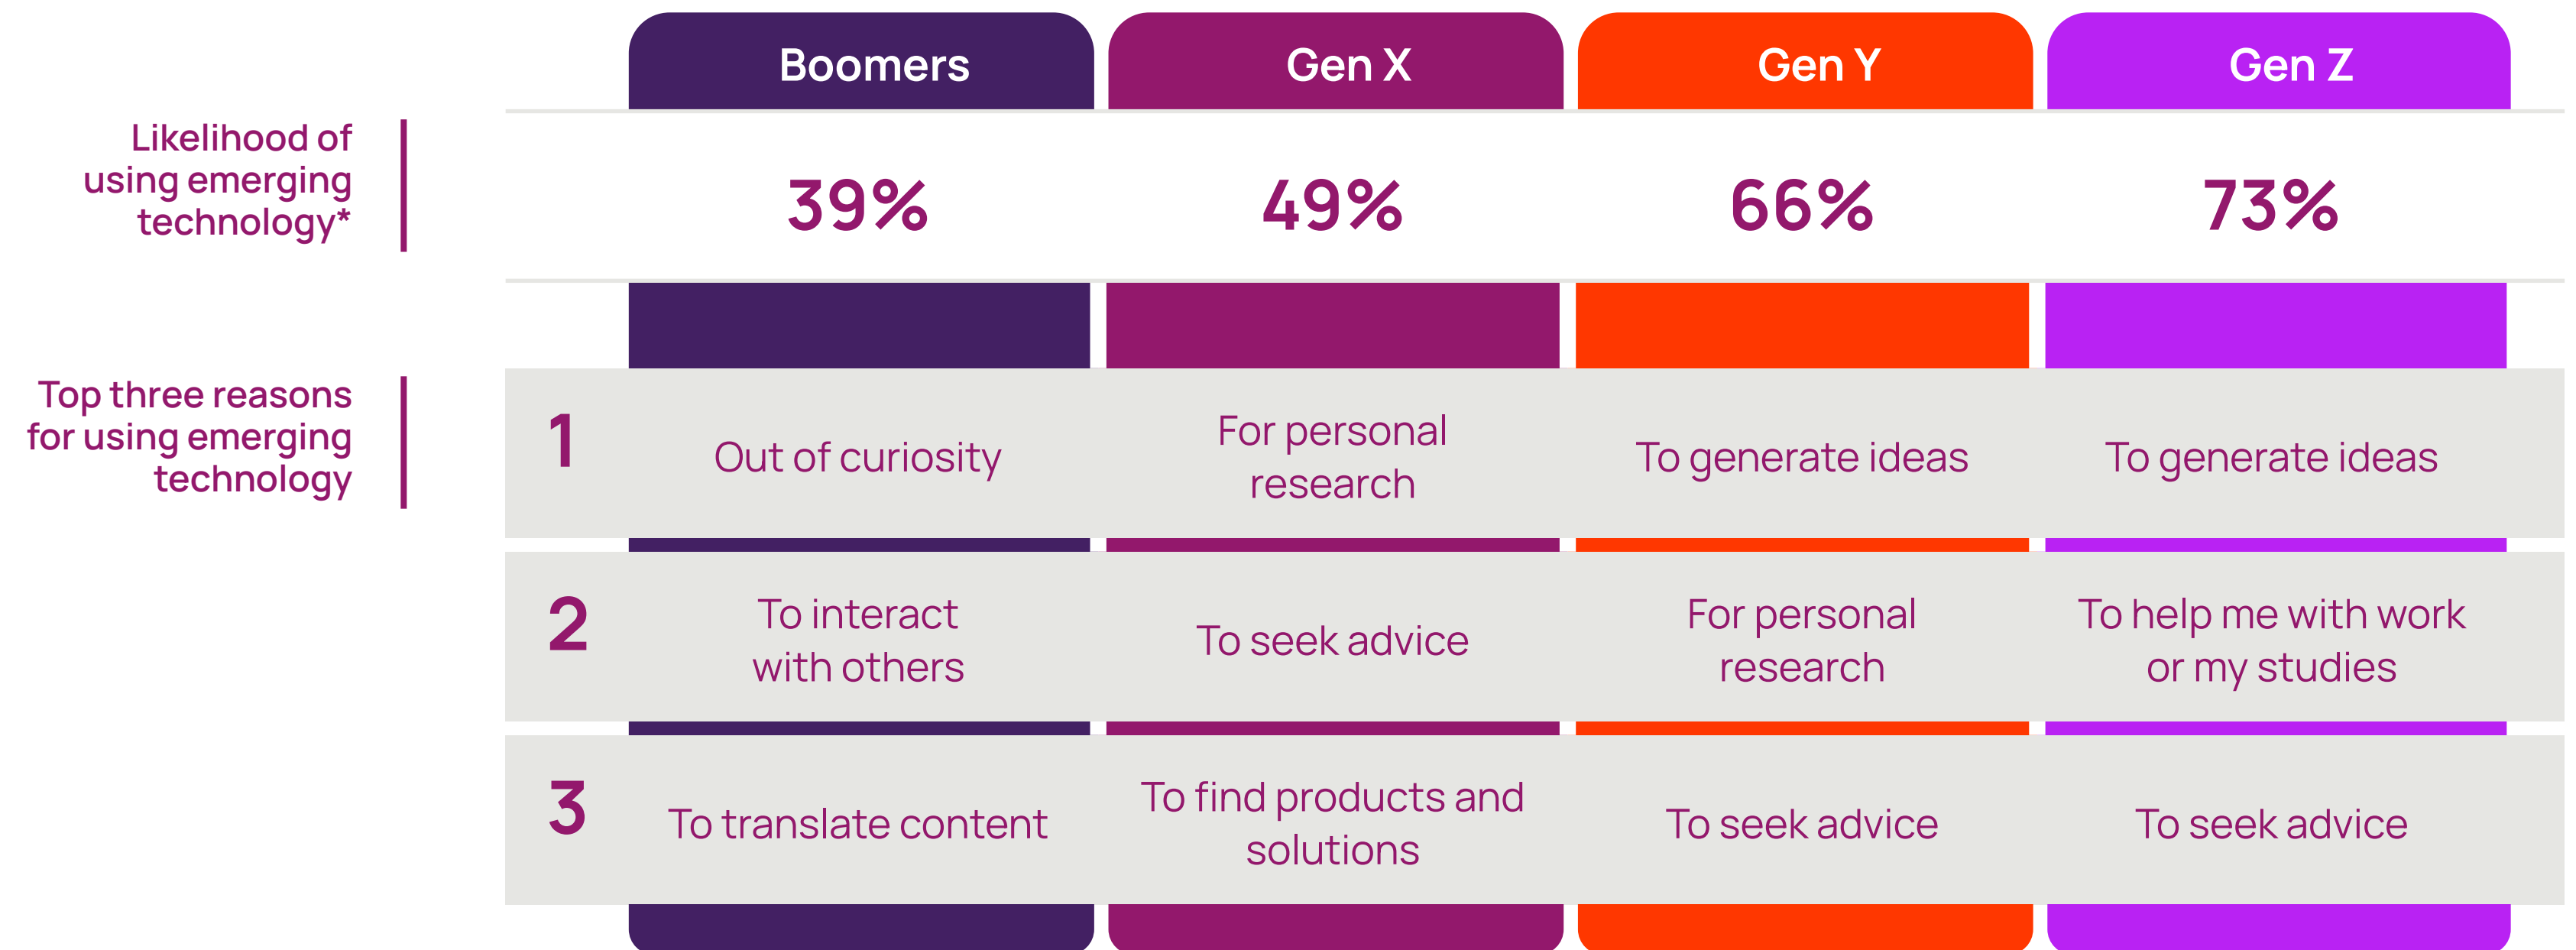 Boomers Gen X Gen Y Gen Z
Likelihood of
using emerging
technology*
39% 49% 66% 73%
Top three reasons
for using emerging
technology
1
Out of curiosity
For personal
research
To generate ideas
To generate ideas
2
To interact
with others
To seek advice
For personal
research
To help me with work
or my studies
3
To translate content
To find products and
solutions
To seek advice
To seek advice